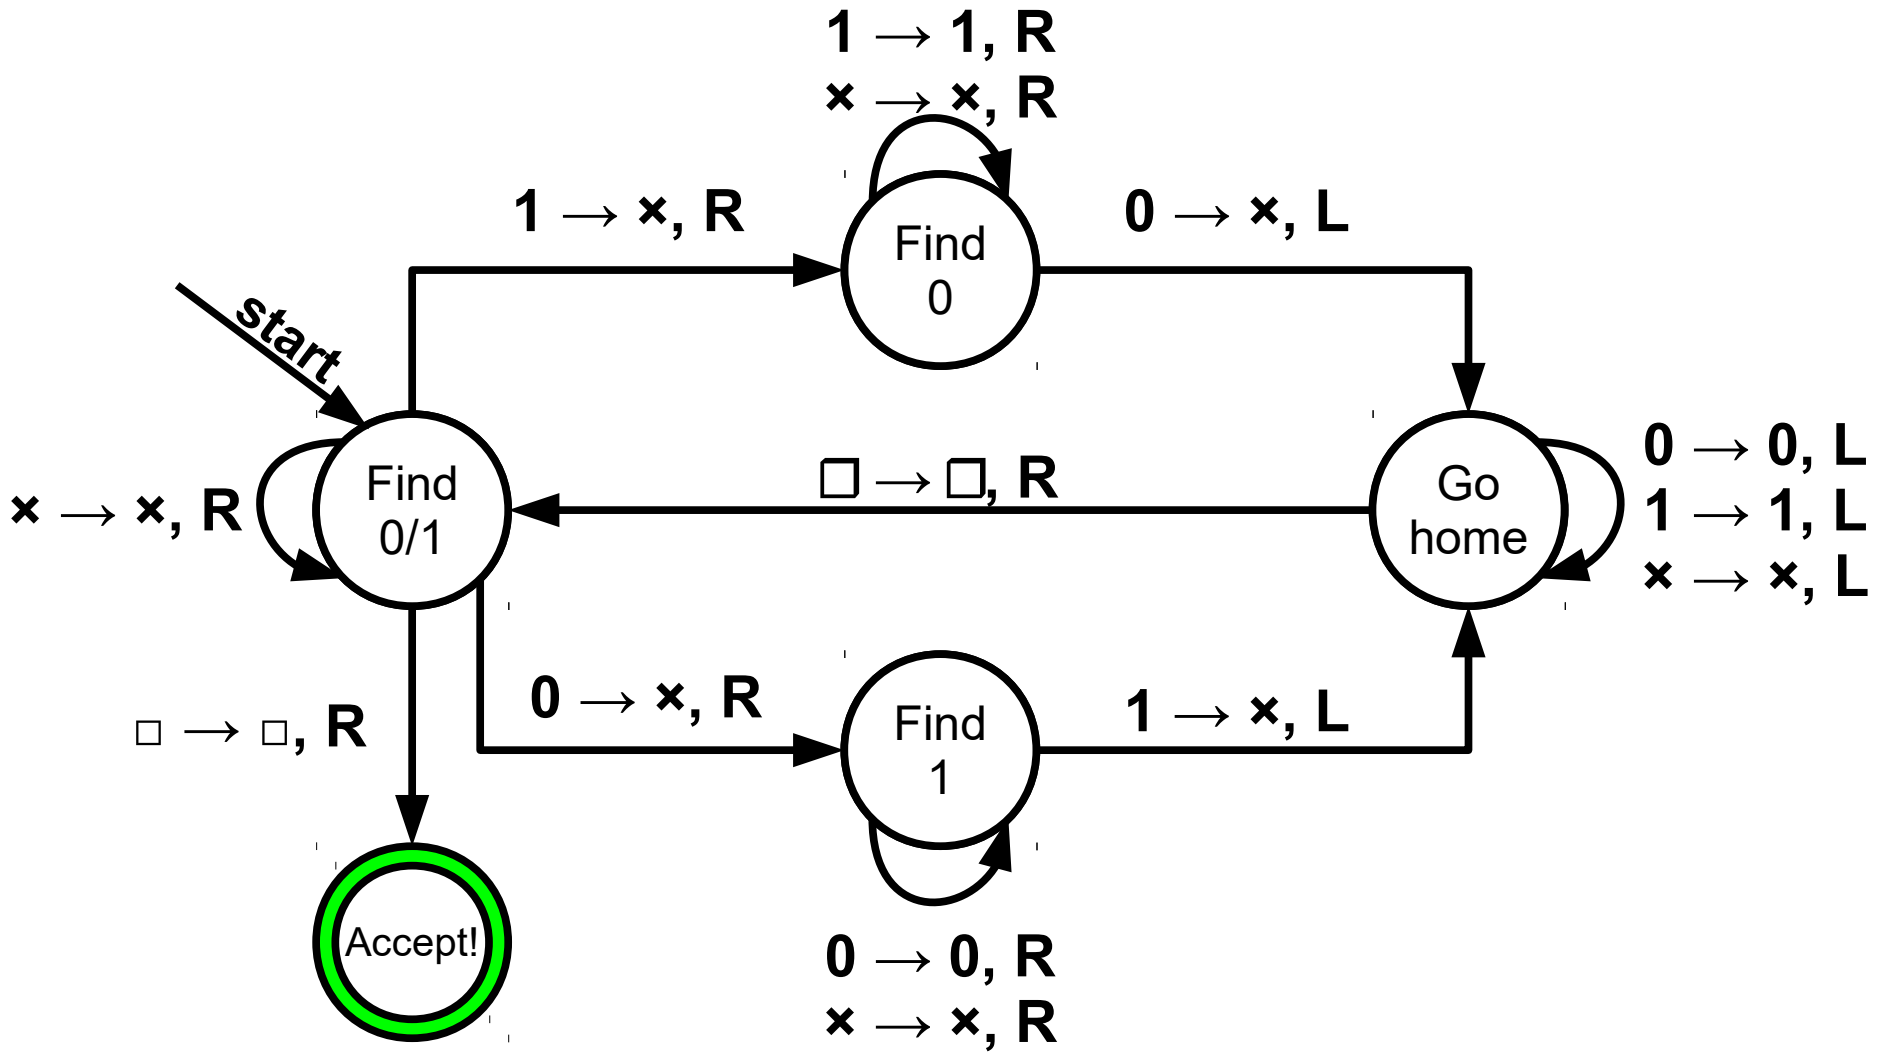 1 → 1, R
× → ×, R
1 → ×, R
Find
0
0 → ×, L
start
Find
0/1
× → ×, R
□ → □, R
Go
home
0 → 0, L
1 → 1, L
× → ×, L
□ → □, R
0 → ×, R
Find
1
1 → ×, L
Accept!
0 → 0, R
× → ×, R